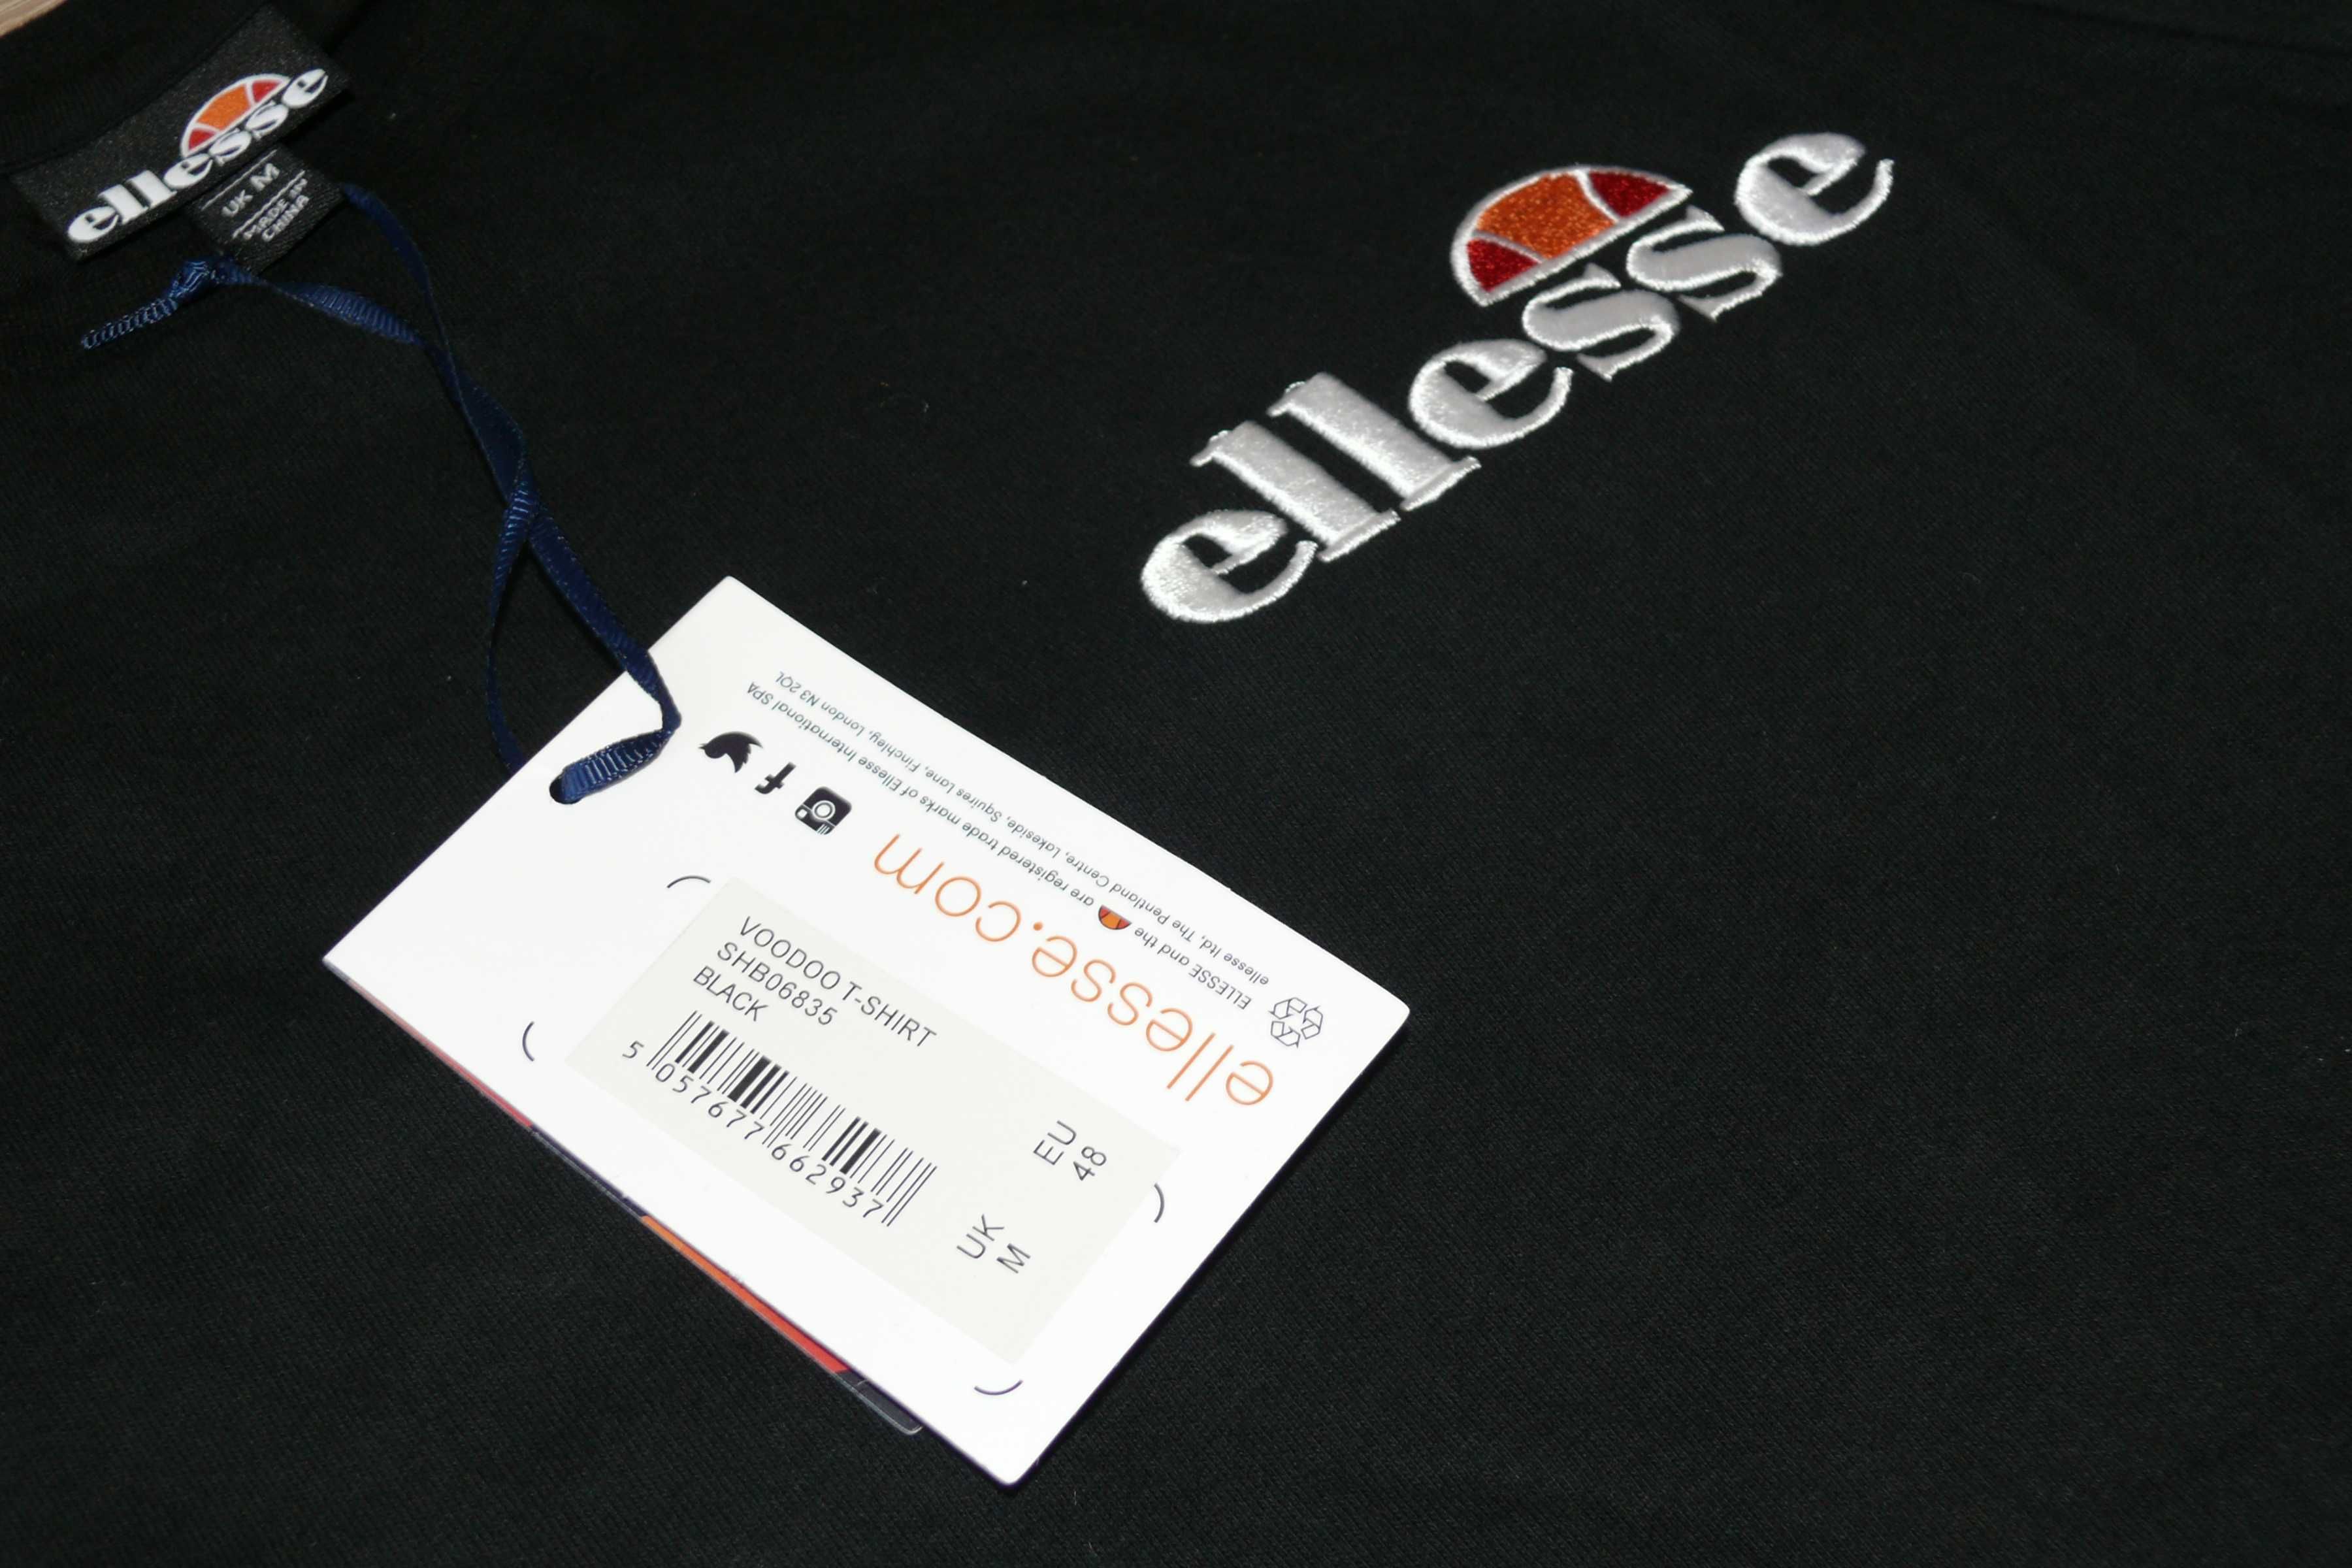 ellesse
UK M
MADE IN
CHINA
ellesse
VOODOO T-SHIRT
SHB06835
BLACK
5 057677 662937
UK
M
EU
48
ellesse.com
ELLESSE and the are registered trade marks of Ellesse International SPA
ellesse ltd, The Pentland Centre, Lakeside, Squires Lane, Finchley, London N3 2QL